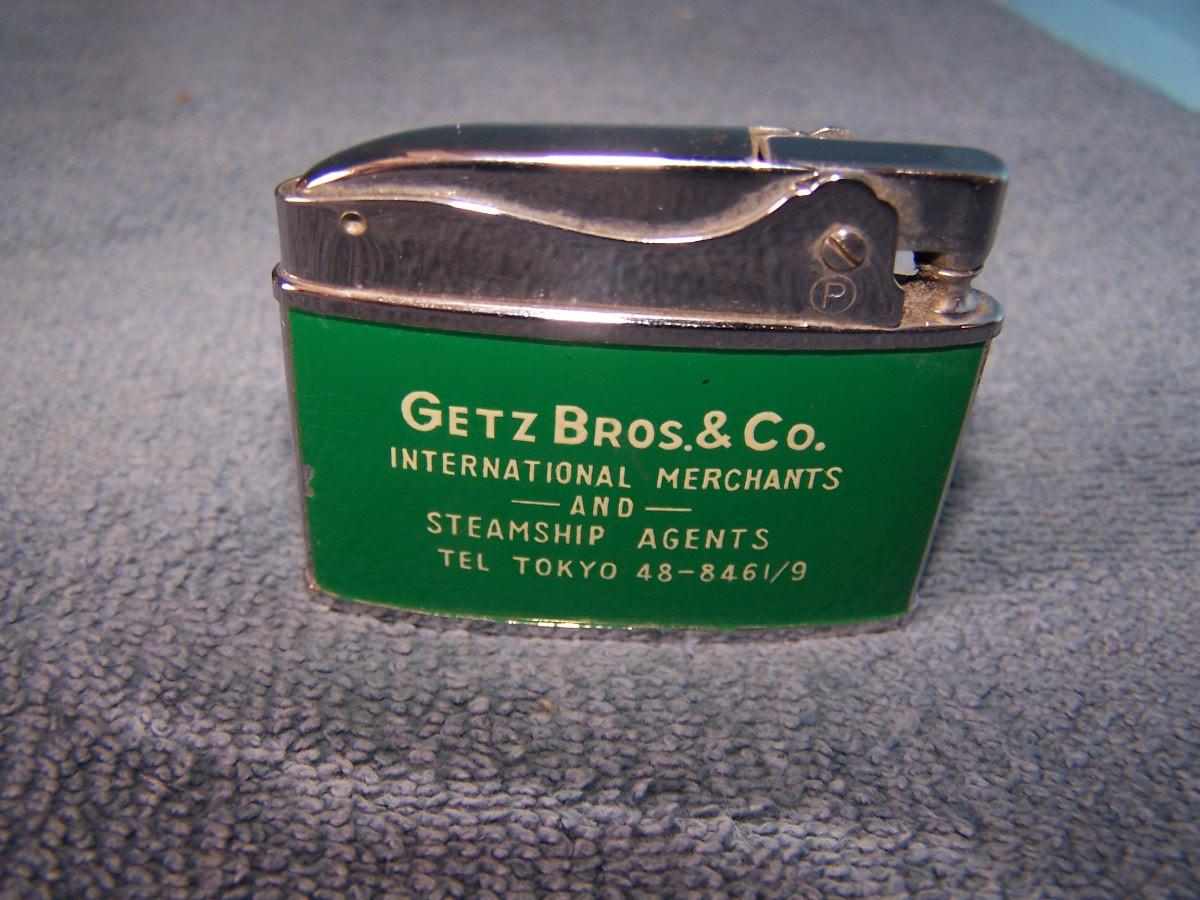 P
GETZ BROS. & CO.
INTERNATIONAL MERCHANTS
— AND —
STEAMSHIP AGENTS
TEL TOKYO 48-8461/9